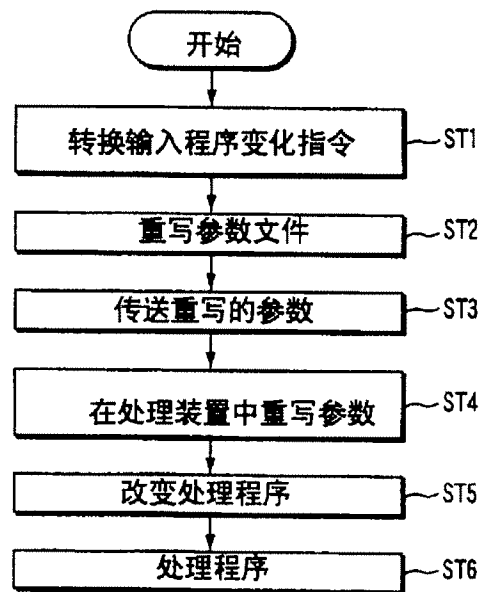 开始
转换输入程序变化指令
ST1
重写参数文件
ST2
传送重写的参数
ST3
在处理装置中重写参数
ST4
改变处理程序
ST5
处理程序
ST6